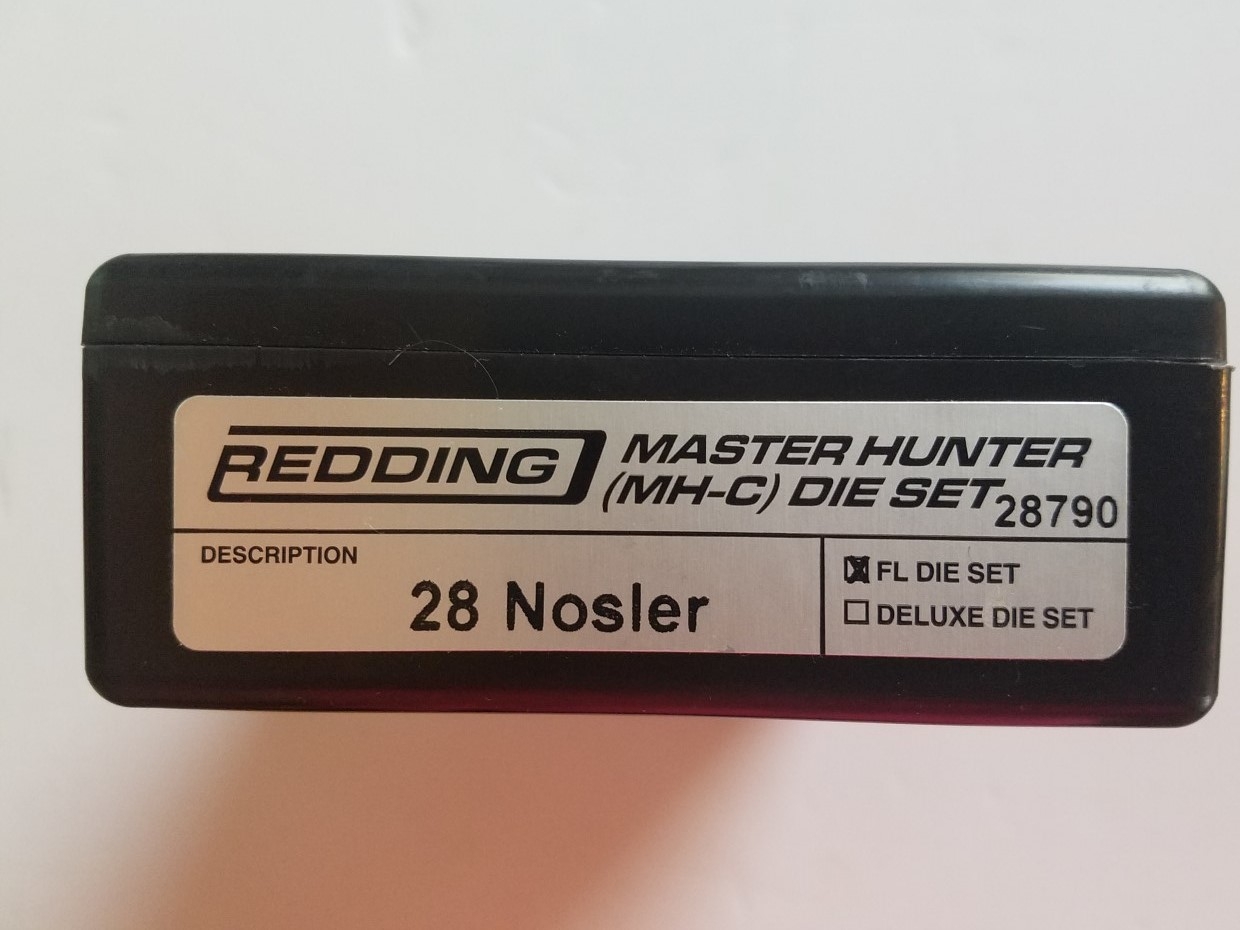 REDDING MASTER HUNTER
(MH-C) DIE SET 28790
DESCRIPTION
28 Nosler
FL DIE SET
DELUXE DIE SET